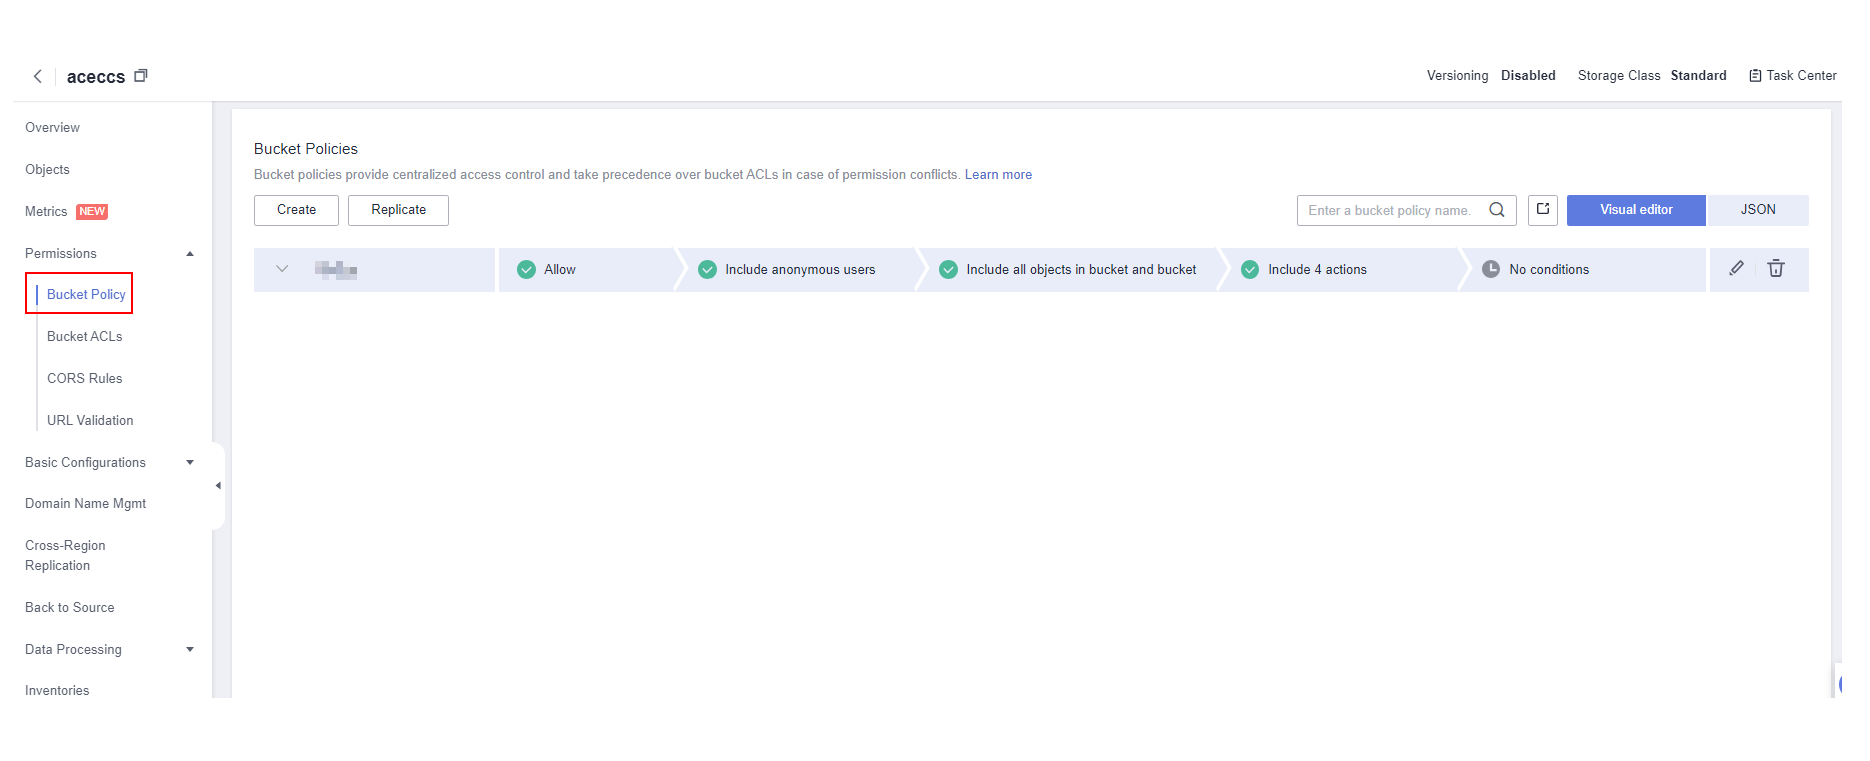 aceccs
Versioning Disabled Storage Class Standard Task Center
Overview
Objects
Metrics NEW
Permissions
Bucket Policy
Bucket ACLs
CORS Rules
URL Validation
Basic Configurations
Domain Name Mgmt
Cross-Region
Replication
Back to Source
Data Processing
Inventories
Bucket Policies
Bucket policies provide centralized access control and take precedence over bucket ACLs in case of permission conflicts. Learn more
Create Replicate Enter a bucket policy name. Visual editor JSON
Allow Include anonymous users Include all objects in bucket and bucket Include 4 actions No conditions